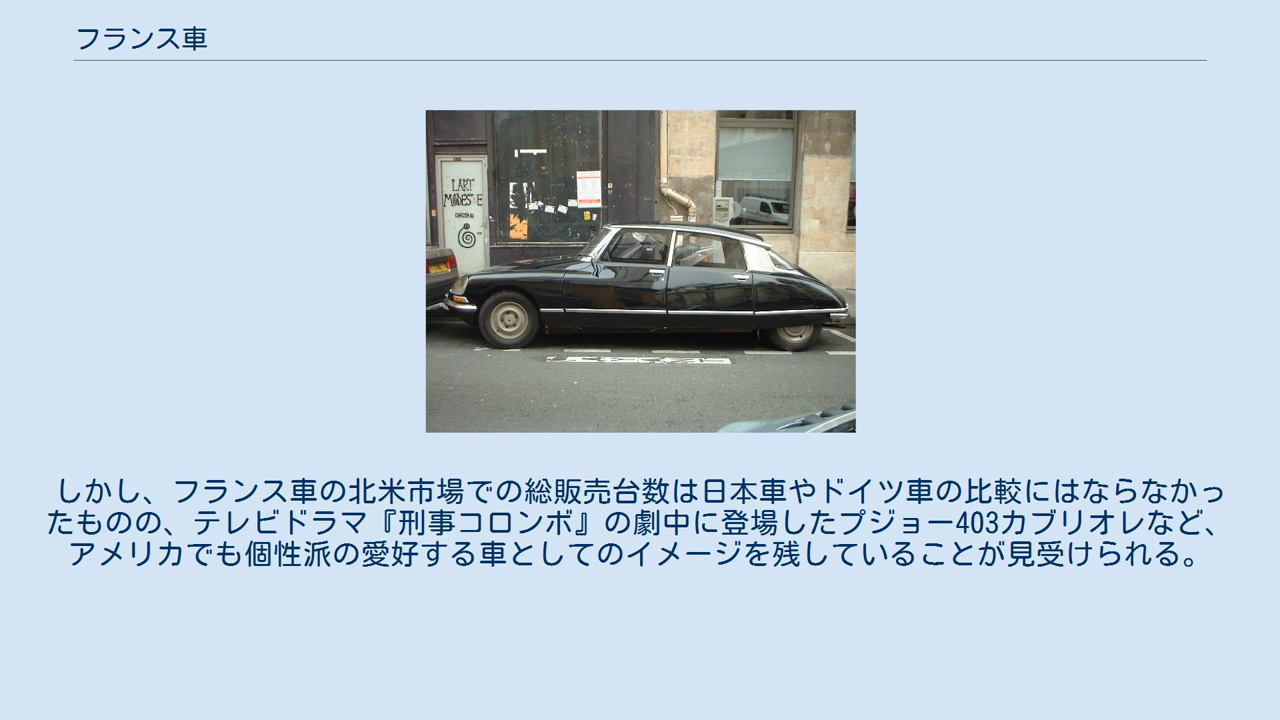 フランス車
L'ART
MODESTE
しかし、フランス車の北米市場での総販売台数は日本車やドイツ車の比較にはならなかっ
たものの、テレビドラマ『刑事コロンボ』の劇中に登場したプジョー403カブリオレなど、
アメリカでも個性派の愛好する車としてのイメージを残していることが見受けられる。